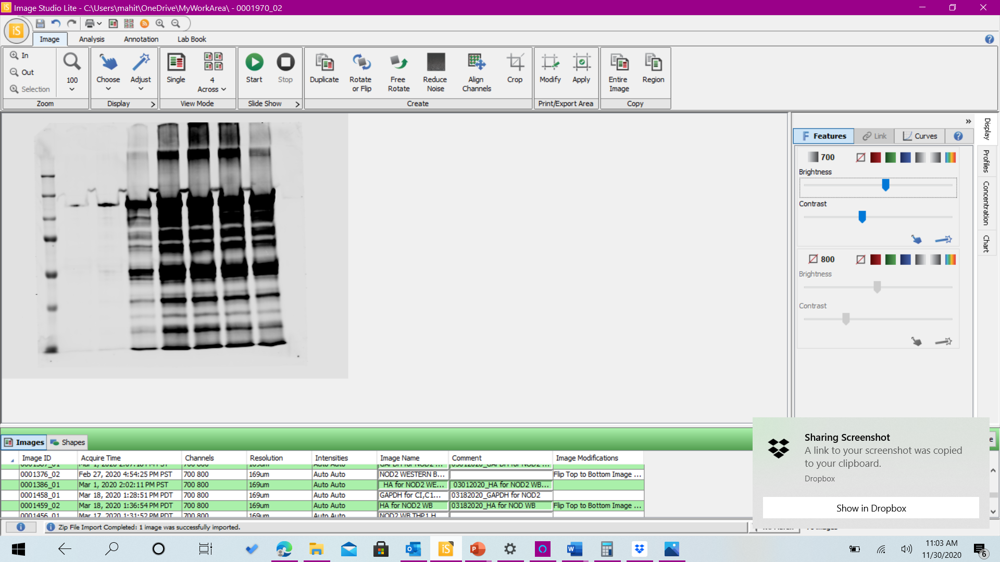 Image Studio Lite - C:\Users\mahit\OneDrive\MyWorkArea\ - 0001970_02
Image Analysis Annotation Lab Book
In
Out
Selection
100
Zoom
Choose Adjust
Display
Single
4 Across
View Mode
Start Stop
Slide Show
Duplicate
Rotate or Flip
Free Rotate
Reduce Noise
Align Channels
Crop
Create
Modify Apply
Print/Export Area
Entire Image
Region
Copy
Features Link Curves
Display
Profiles
Concentration
Chart
700
Brightness
Contrast
800
Brightness
Contrast
Images Shapes
Image ID Acquire Time Channels Resolution Intensities Image Name Comment Image Modifications
0001376_02 Feb 27, 2020 4:54:25 PM PST 700 800 169um Auto Auto NOD2 WESTERN B... Flip Top to Bottom Image ...
0001386_01 Mar 1, 2020 2:02:11 PM PST 700 800 169um Auto Auto HA for NOD2 WE... 03012020_HA for NOD2 WB...
0001458_01 Mar 18, 2020 1:28:51 PM PDT 700 800 169um Auto Auto GAPDH for CI,C1... 03182020_GAPDH for NOD2
0001459_02 Mar 18, 2020 1:36:54 PM PDT 700 800 169um Auto Auto HA for NOD2 WB 03182020_HA for NOD WB Flip Top to Bottom Image ...
0001456_01 Mar 17, 2020 1:31:52 PM PDT 700 800 169um Auto Auto NOD2 WB THP1 H
Zip File Import Completed: 1 image was successfully imported.
Sharing Screenshot
A link to your screenshot was copied
to your clipboard.
Dropbox
Show in Dropbox
11:03 AM
11/30/2020
6